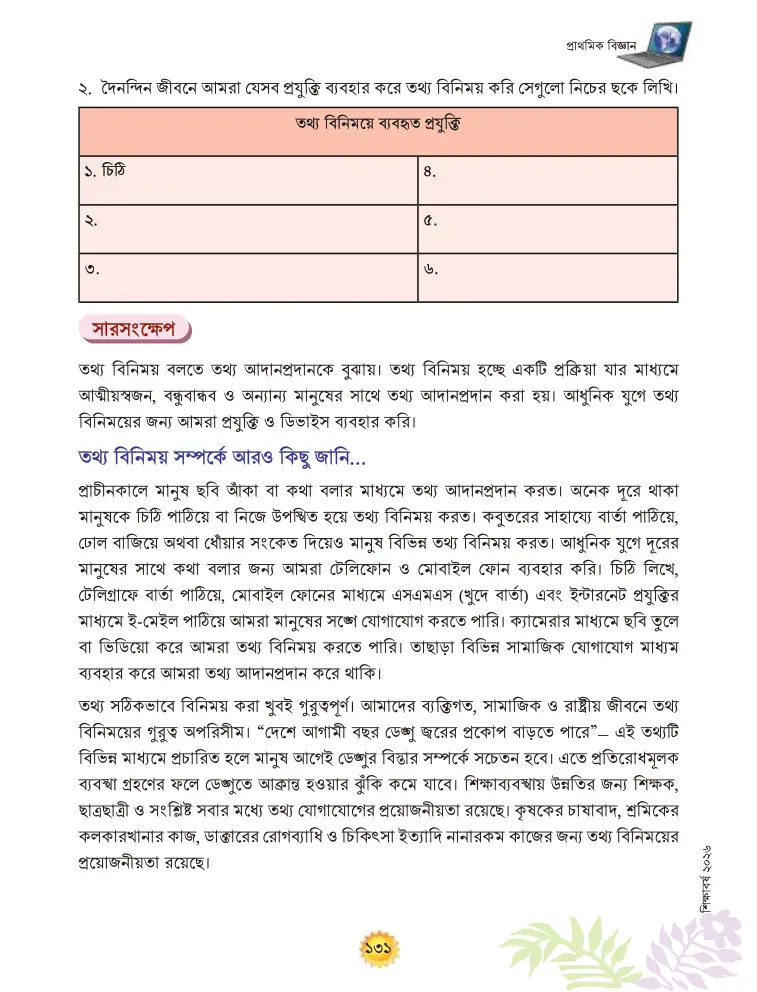 প্রাথমিক বিজ্ঞান
২. দৈনন্দিন জীবনে আমরা যেসব প্রযুক্তি ব্যবহার করে তথ্য বিনিময় করি সেগুলো নিচের ছকে লিখি।
তথ্য বিনিময়ে ব্যবহৃত প্রযুক্তি
১. চিঠি
৪.
২.
৫.
৩.
৬.
সারসংক্ষেপ
তথ্য বিনিময় বলতে তথ্য আদানপ্রদানকে বুঝায়। তথ্য বিনিময় হচ্ছে একটি প্রক্রিয়া যার মাধ্যমে
আত্মীয়স্বজন, বন্ধুবান্ধব ও অন্যান্য মানুষের সাথে তথ্য আদানপ্রদান করা হয়। আধুনিক যুগে তথ্য
বিনিময়ের জন্য আমরা প্রযুক্তি ও ডিভাইস ব্যবহার করি।
তথ্য বিনিময় সম্পর্কে আরও কিছু জানি...
প্রাচীনকালে মানুষ ছবি আঁকা বা কথা বলার মাধ্যমে তথ্য আদানপ্রদান করত। অনেক দূরে থাকা
মানুষকে চিঠি পাঠিয়ে বা নিজে উপস্থিত হয়ে তথ্য বিনিময় করত। কবুতরের সাহায্যে বার্তা পাঠিয়ে,
ঢোল বাজিয়ে অথবা ধোঁয়ার সংকেত দিয়েও মানুষ বিভিন্ন তথ্য বিনিময় করত। আধুনিক যুগে দূরের
মানুষের সাথে কথা বলার জন্য আমরা টেলিফোন ও মোবাইল ফোন ব্যবহার করি। চিঠি লিখে,
টেলিগ্রাফে বার্তা পাঠিয়ে, মোবাইল ফোনের মাধ্যমে এসএমএস (খুদে বার্তা) এবং ইন্টারনেট প্রযুক্তির
মাধ্যমে ই-মেইল পাঠিয়ে আমরা মানুষের সঙ্গে যোগাযোগ করতে পারি। ক্যামেরার মাধ্যমে ছবি তুলে
বা ভিডিয়ো করে আমরা তথ্য বিনিময় করতে পারি। তাছাড়া বিভিন্ন সামাজিক যোগাযোগ মাধ্যম
ব্যবহার করে আমরা তথ্য আদানপ্রদান করে থাকি।
তথ্য সঠিকভাবে বিনিময় করা খুবই গুরুত্বপূর্ণ। আমাদের ব্যক্তিগত, সামাজিক ও রাষ্ট্রীয় জীবনে তথ্য
বিনিময়ের গুরুত্ব অপরিসীম। “দেশে আগামী বছর ডেঙ্গু জ্বরের প্রকোপ বাড়তে পারে”— এই তথ্যটি
বিভিন্ন মাধ্যমে প্রচারিত হলে মানুষ আগেই ডেঙ্গুর বিস্তার সম্পর্কে সচেতন হবে। এতে প্রতিরোধমূলক
ব্যবস্থা গ্রহণের ফলে ডেঙ্গুতে আক্রান্ত হওয়ার ঝুঁকি কমে যাবে। শিক্ষাব্যবস্থায় উন্নতির জন্য শিক্ষক,
ছাত্রছাত্রী ও সংশ্লিষ্ট সবার মধ্যে তথ্য যোগাযোগের প্রয়োজনীয়তা রয়েছে। কৃষকের চাষাবাদ, শ্রমিকের
কলকারখানার কাজ, ডাক্তারের রোগব্যাধি ও চিকিৎসা ইত্যাদি নানারকম কাজের জন্য তথ্য বিনিময়ের
প্রয়োজনীয়তা রয়েছে।
শিক্ষাবর্ষ ২০২৬
১৩১